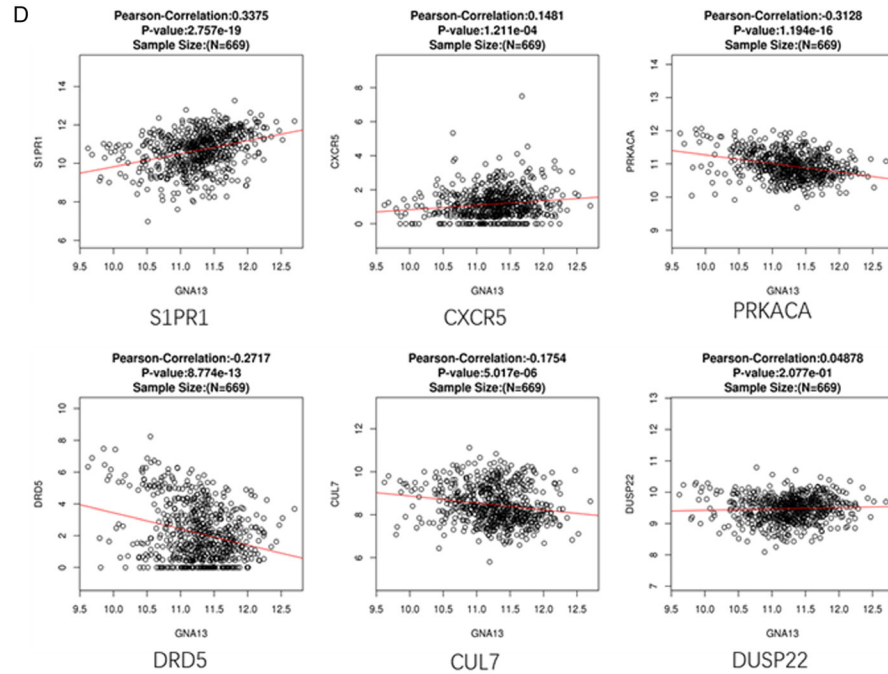 D
Pearson-Correlation:0.3375
P-value:2.757e-19
Sample Size:(N=669)
S1PR1
14
12
10
8
6
9.5 10.0 10.5 11.0 11.5 12.0 12.5
GNA13
S1PR1
Pearson-Correlation:0.1481
P-value:1.211e-04
Sample Size:(N=669)
CXCR5
8
6
4
2
0
9.5 10.0 10.5 11.0 11.5 12.0 12.5
GNA13
CXCR5
Pearson-Correlation:-0.3128
P-value:1.194e-16
Sample Size:(N=669)
PRKACA
14
13
12
11
10
9
9.5 10.0 10.5 11.0 11.5 12.0 12.5
GNA13
PRKACA
Pearson-Correlation:-0.2717
P-value:8.774e-13
Sample Size:(N=669)
DRD5
10
8
6
4
2
0
9.5 10.0 10.5 11.0 11.5 12.0 12.5
GNA13
DRD5
Pearson-Correlation:-0.1754
P-value:5.017e-06
Sample Size:(N=669)
CUL7
12
10
8
6
9.5 10.0 10.5 11.0 11.5 12.0 12.5
GNA13
CUL7
Pearson-Correlation:0.04878
P-value:2.077e-01
Sample Size:(N=669)
DUSP22
13
12
11
10
9
8
7
9.5 10.0 10.5 11.0 11.5 12.0 12.5
GNA13
DUSP22